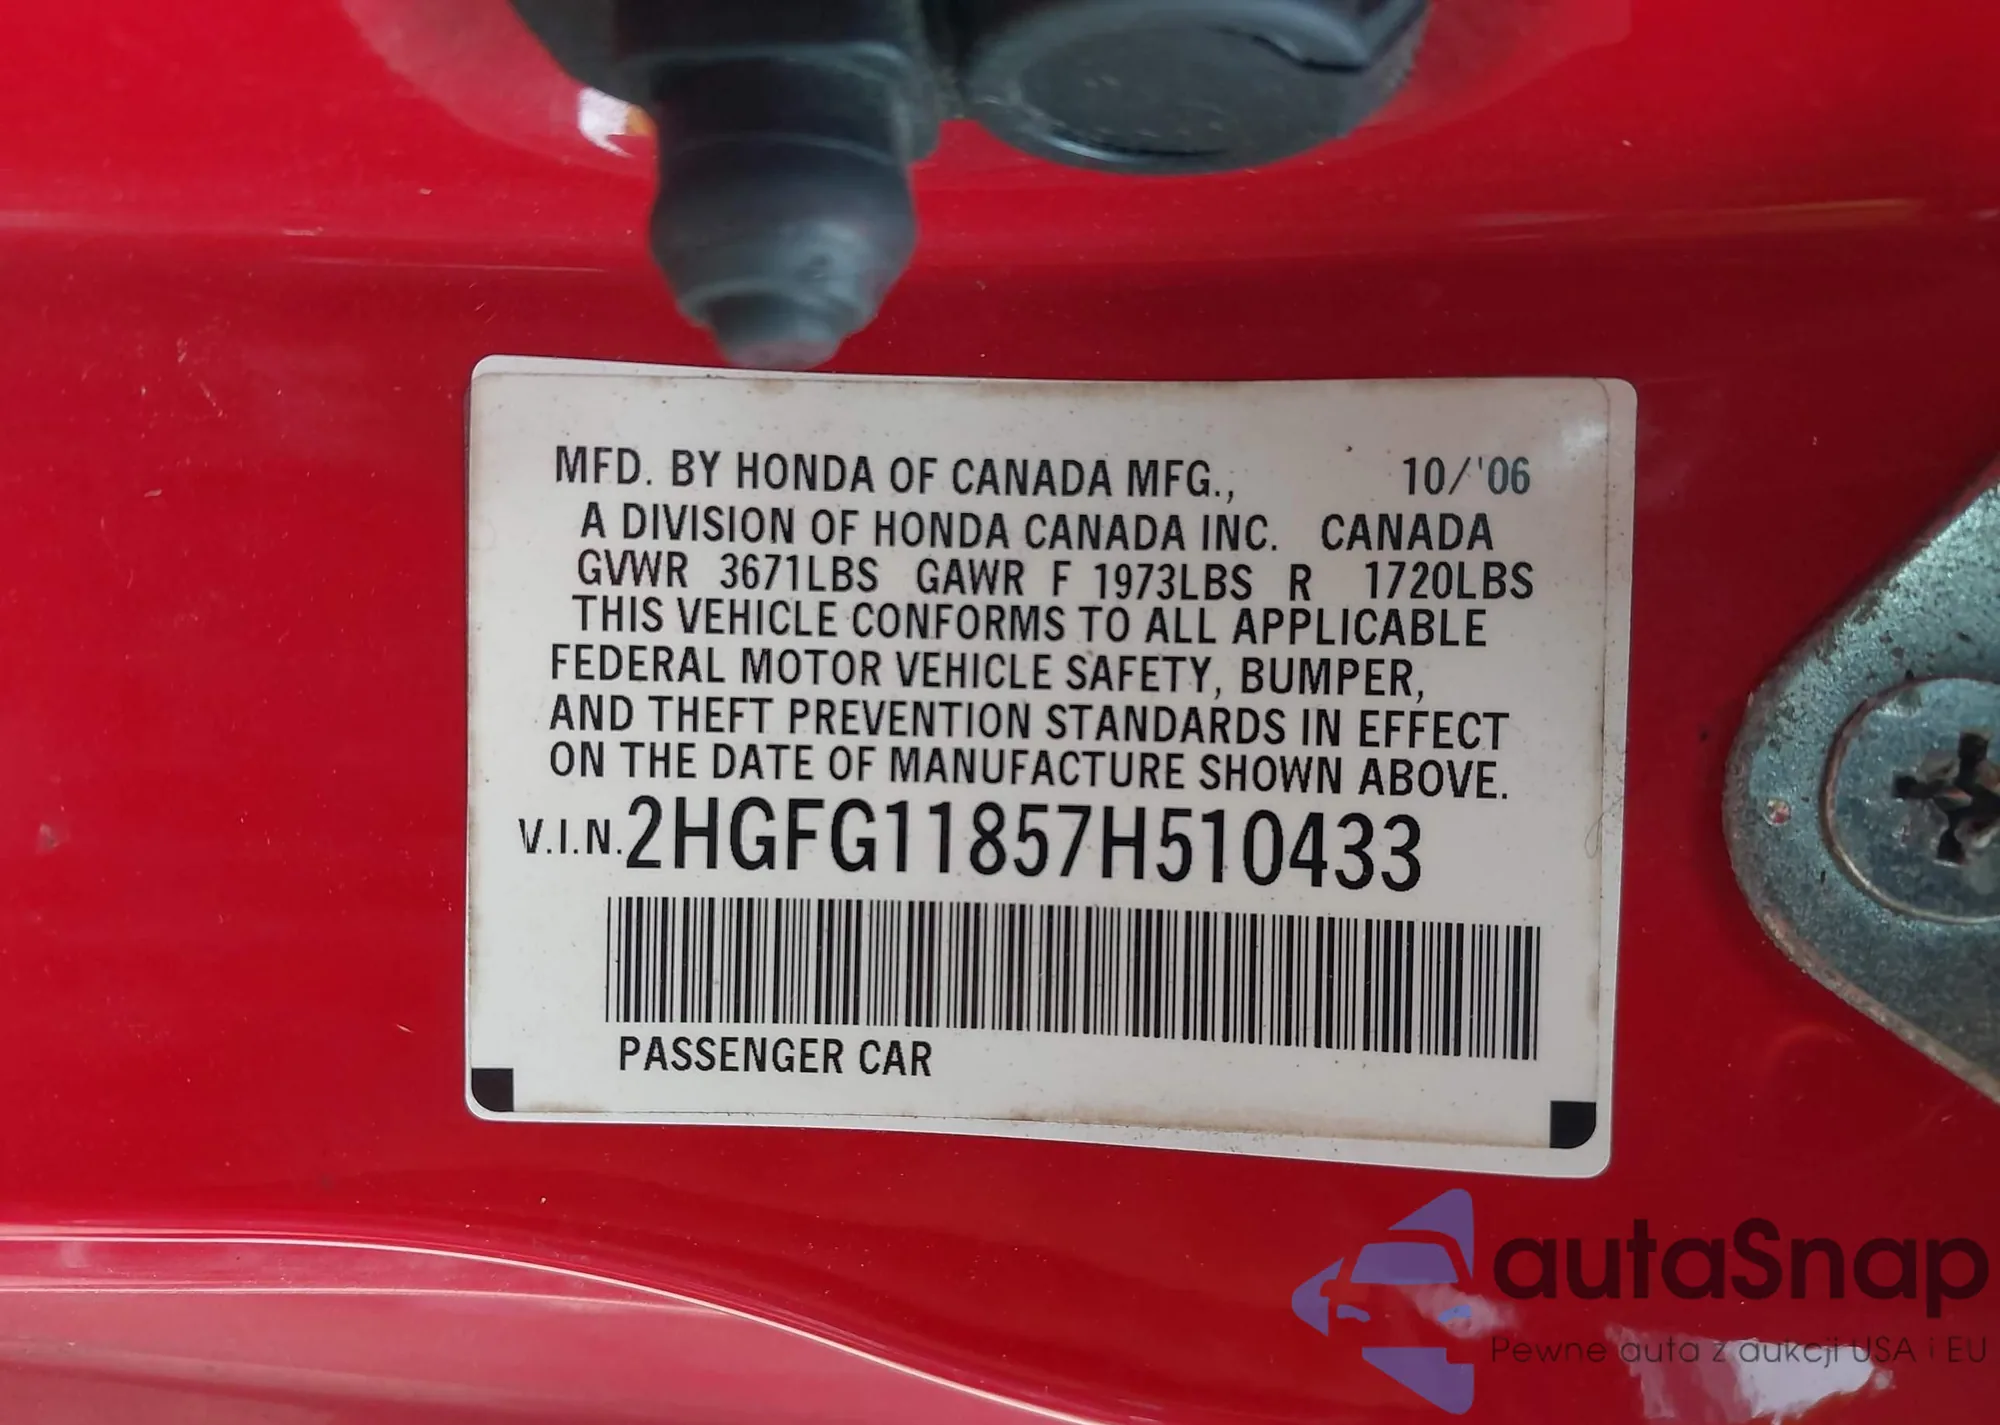 MFD. BY HONDA OF CANADA MFG., 10/'06
A DIVISION OF HONDA CANADA INC. CANADA
GVWR 3671LBS GAWR F 1973LBS R 1720LBS
THIS VEHICLE CONFORMS TO ALL APPLICABLE
FEDERAL MOTOR VEHICLE SAFETY, BUMPER,
AND THEFT PREVENTION STANDARDS IN EFFECT
ON THE DATE OF MANUFACTURE SHOWN ABOVE.
V.I.N. 2HGFG11857H510433
PASSENGER CAR
autaSnap
Pewne auta z aukcji USA i EU